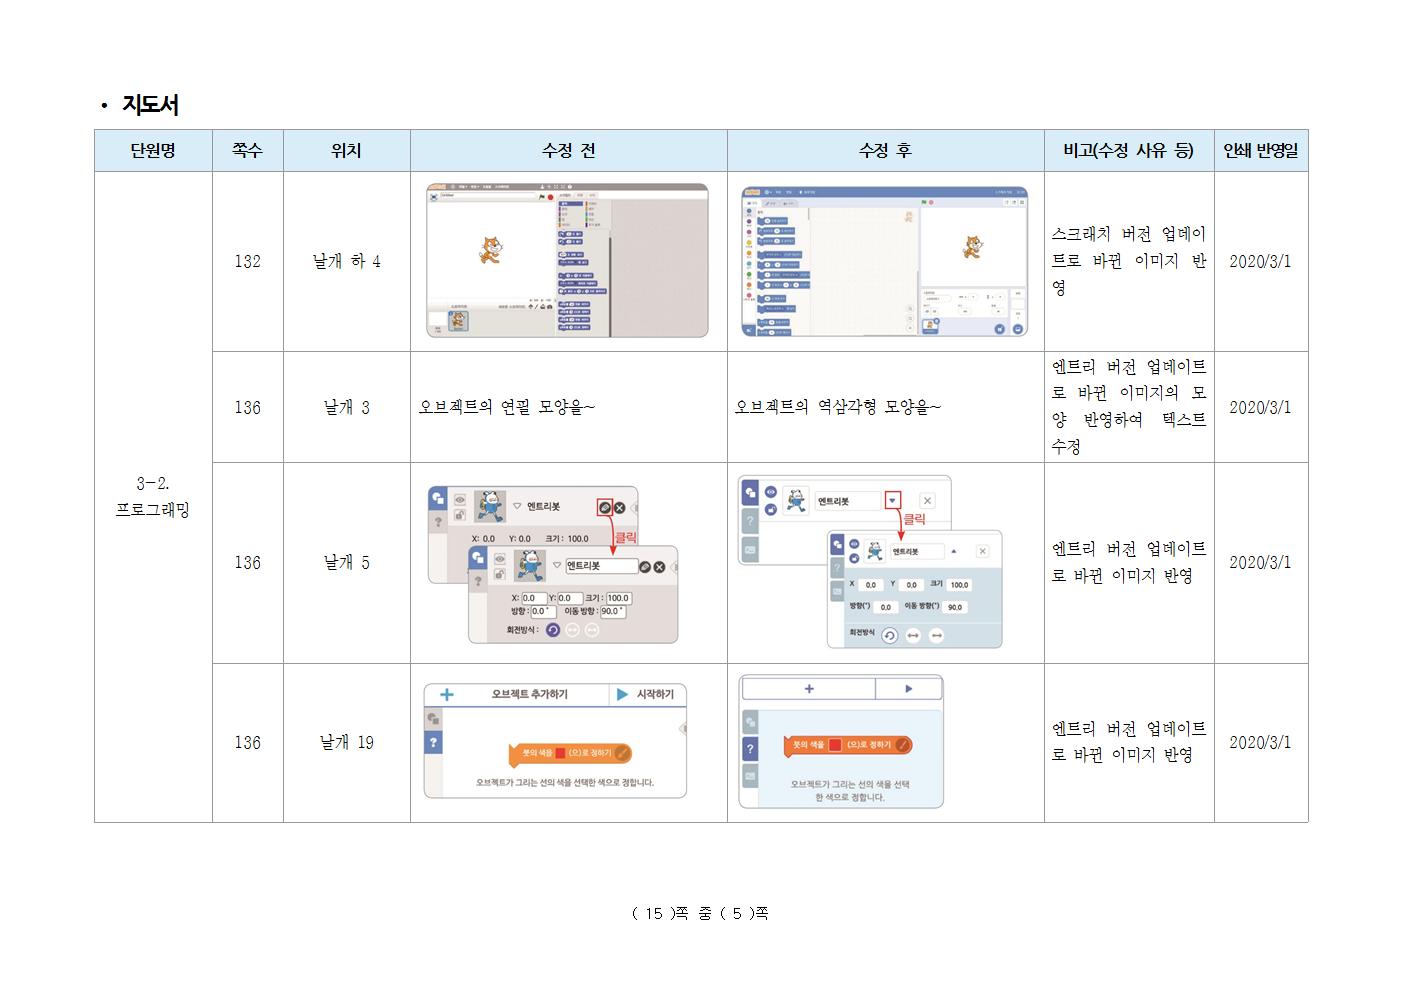 • 지도서
단원명 쪽수 위치 수정 전 수정 후 비고(수정 사유 등) 인쇄 반영일
3-2.
프로그래밍
132 날개 하 4
스크래치 버전 업데이
트로 바뀐 이미지 반
영
2020/3/1
136 날개 3 오브젝트의 연필 모양을~ 오브젝트의 역삼각형 모양을~
엔트리 버전 업데이트
로 바뀐 이미지의 모
양 반영하여 텍스트
수정
2020/3/1
136 날개 5
엔트리봇
X: 0.0 Y: 0.0 크기: 100.0
클릭
엔트리봇
X: 0.0 Y: 0.0 크기: 100.0
방향: 0.0° 이동 방향: 90.0°
회전방식:
엔트리봇
클릭
엔트리봇
X 0.0 Y 0.0 크기 100.0
방향(°) 0.0 이동 방향(°) 90.0
회전방식
엔트리 버전 업데이트
로 바뀐 이미지 반영
2020/3/1
136 날개 19
+ 오브젝트 추가하기 시작하기
?
붓의 색을 (으)로 정하기
오브젝트가 그리는 선의 색을 선택한 색으로 정합니다.
+
?
붓의 색을 (으)로 정하기
오브젝트가 그리는 선의 색을 선택
한 색으로 정합니다.
엔트리 버전 업데이트
로 바뀐 이미지 반영
2020/3/1
( 15 )쪽 중 ( 5 )쪽